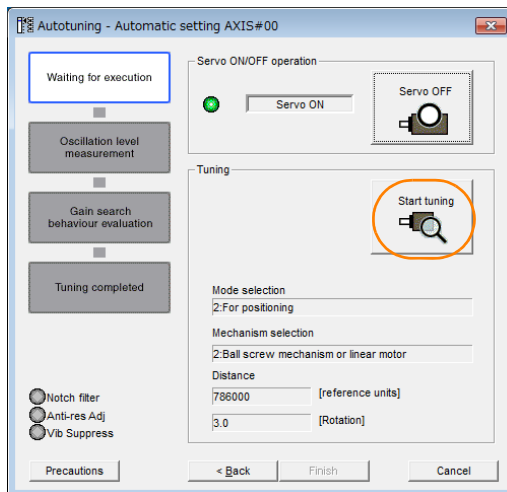 Autotuning - Automatic setting AXIS#00
Waiting for execution
Oscillation level
measurement
Gain search
behaviour evaluation
Tuning completed
Notch filter
Anti-res Adj
Vib Suppress
Servo ON/OFF operation
Servo ON
Servo OFF
Tuning
Start tuning
Mode selection
2:For positioning
Mechanism selection
2:Ball screw mechanism or linear motor
Distance
786000 [reference units]
3.0 [Rotation]
Precautions
< Back
Finish
Cancel